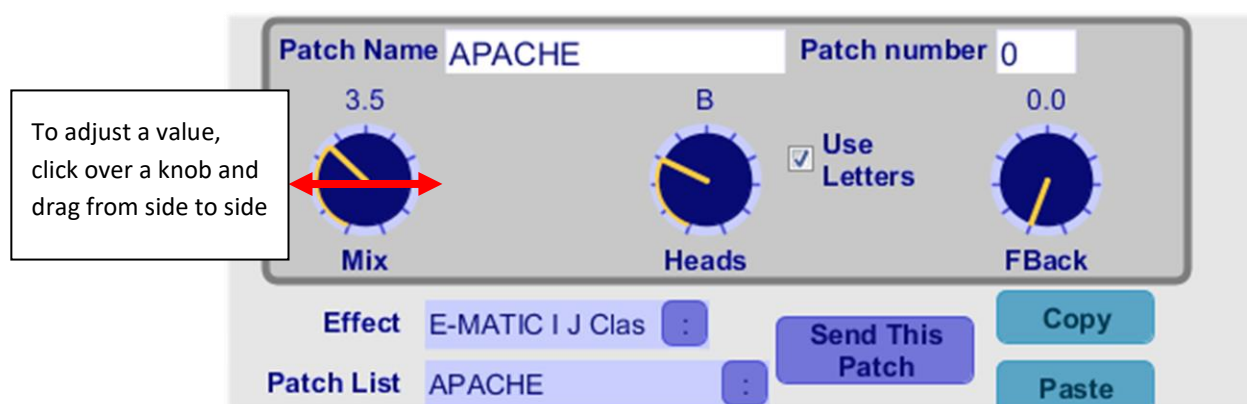 Patch Name APACHE Patch number 0
3.5 B 0.0
To adjust a value,
click over a knob and
drag from side to side
Use
Letters
Mix Heads FBack
Effect E-MATIC I J Clas :
Send This
Patch
Copy
Patch List APACHE :
Paste